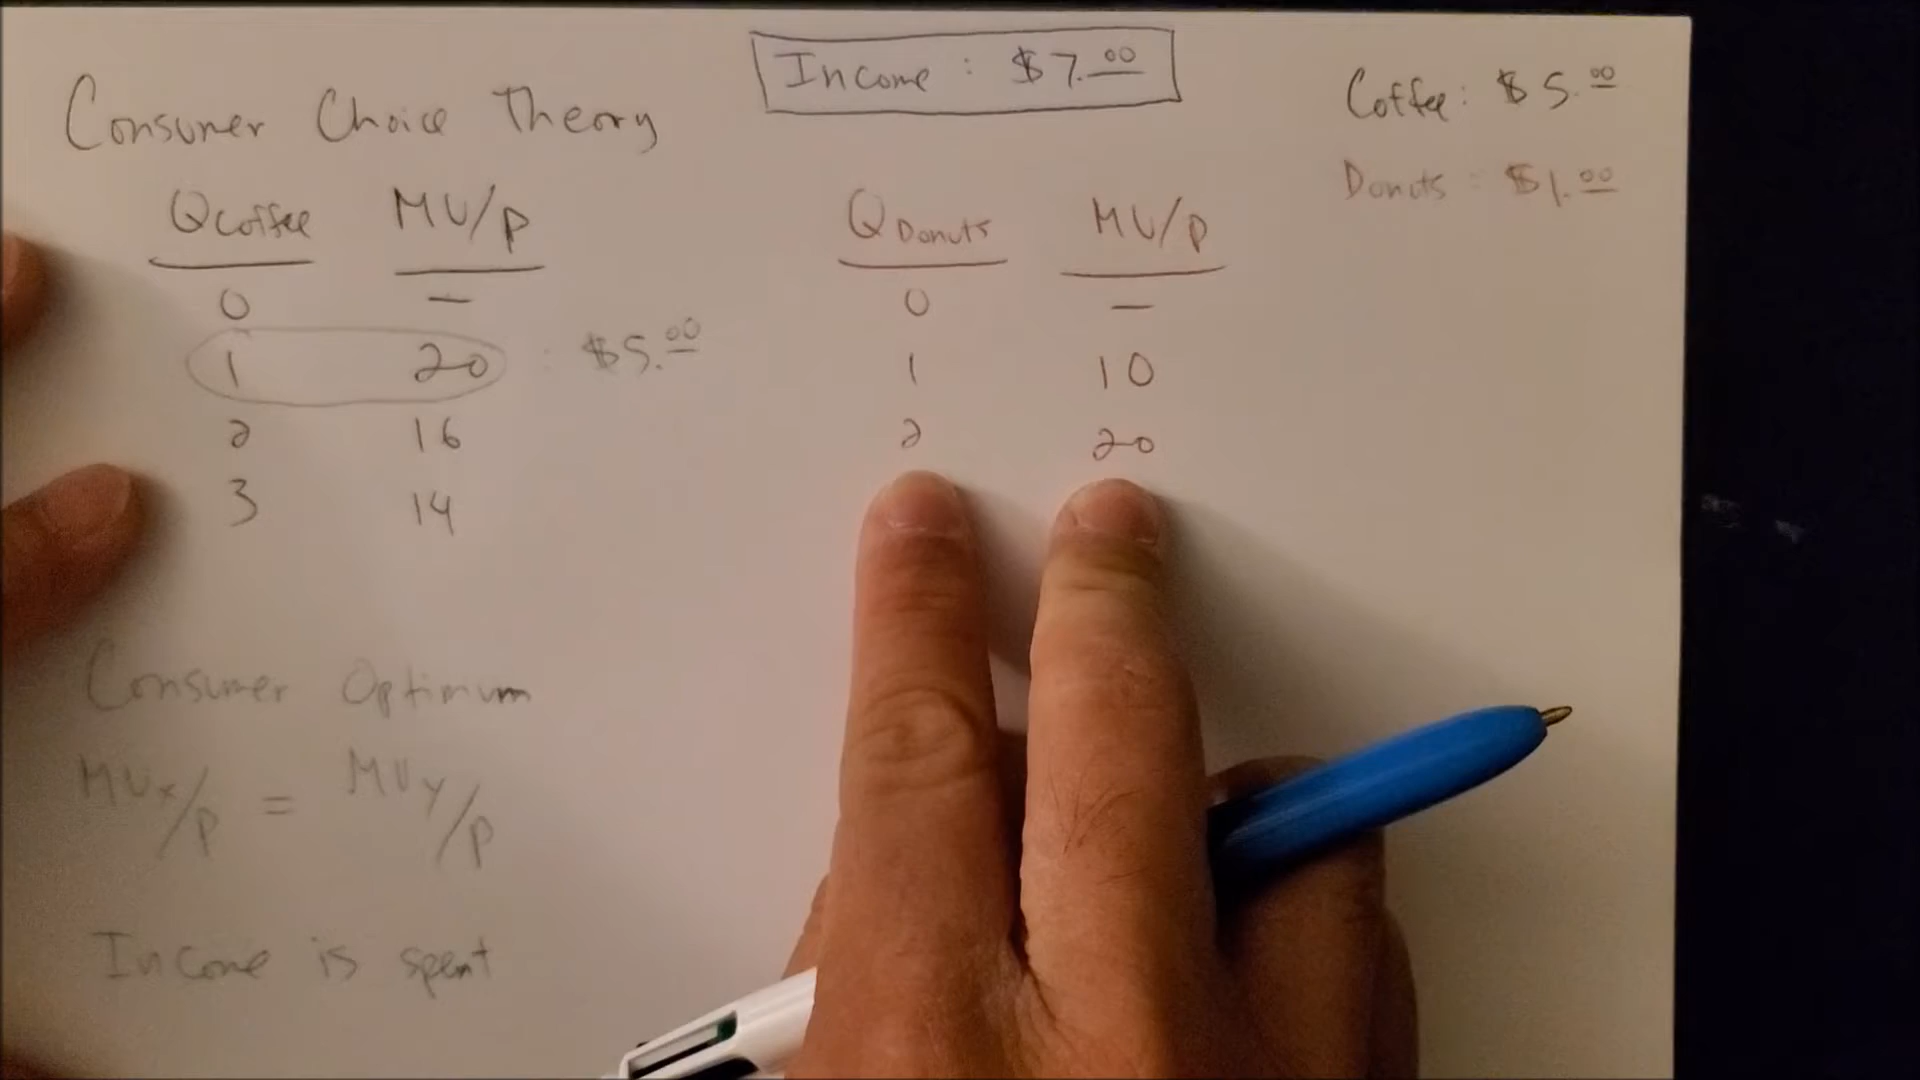 Income: $7.00
Coffee: $5.00
Consumer Choice Theory
Donuts: $1.00
QCoffee MU/P
0 —
1 20 : $5.00
2 16
3 14
QDonuts MU/P
0 —
1 10
2 20
Consumer Optimum
MUx/P = MUy/P
Income is spent